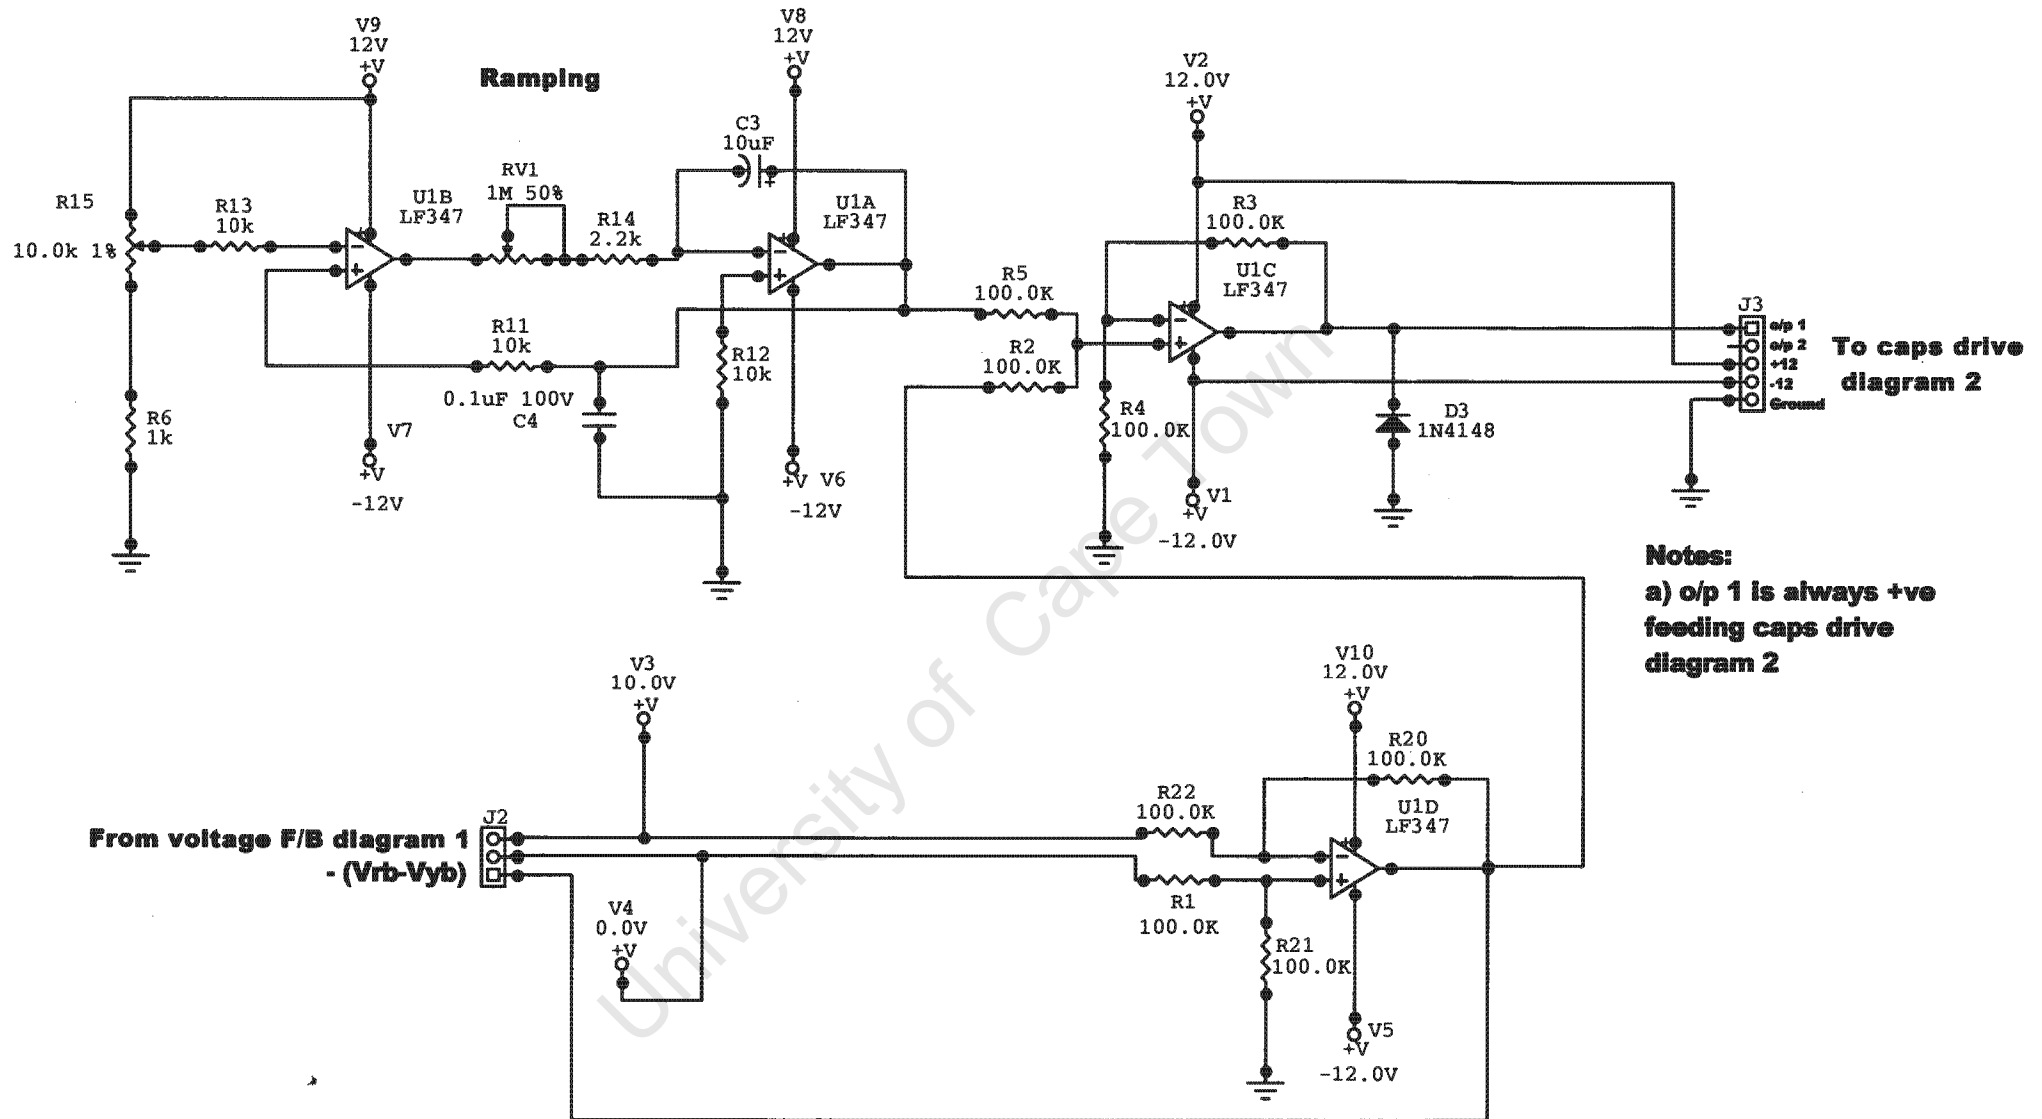 V9
12V
+V
Ramping
V8
12V
+V
V2
12.0V
+V
C3
10uF
RV1
1M 50%
R15
10.0k 1%
R13
10k
U1B
LF347
R14
2.2k
U1A
LF347
R3
100.0K
U1C
LF347
R5
100.0K
R2
100.0K
J3
o/p 1
o/p 2
+12
-12
Ground
To caps drive
diagram 2
R11
10k
R12
10k
0.1uF 100V
C4
R6
1k
V7
+V
-12V
V6
+V
-12V
R4
100.0K
D3
1N4148
V1
+V
-12.0V
Notes:
a) o/p 1 is always +ve
feeding caps drive
diagram 2
V3
10.0V
+V
V10
12.0V
+V
R20
100.0K
R22
100.0K
U1D
LF347
J2
From voltage F/B diagram 1
- (Vrb-Vyb)
V4
0.0V
+V
R1
100.0K
R21
100.0K
V5
+V
-12.0V
University of Cape Town